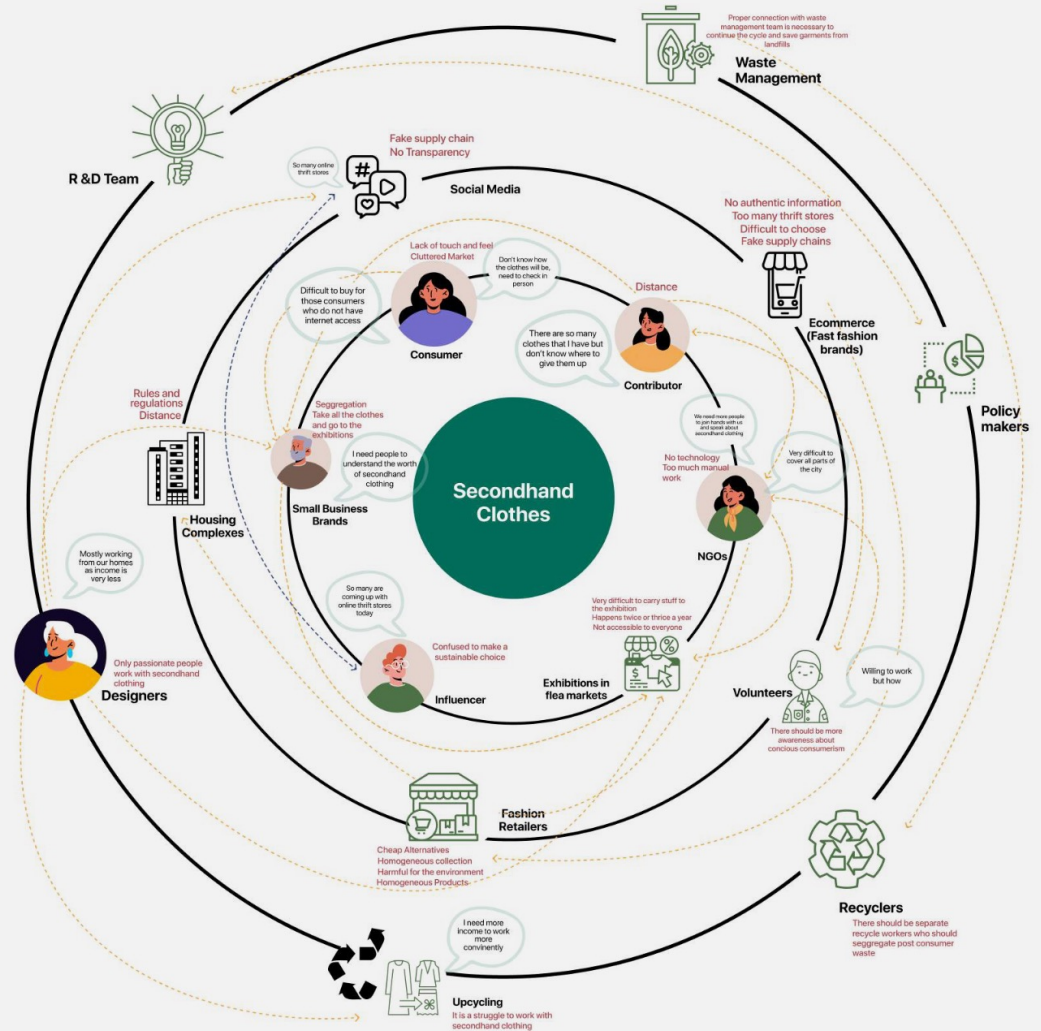 Proper connection with waste
management team is necessary to
continue the cycle and save garments from
landfills
Waste
Management
R &D Team
So many online
thrift stores
Fake supply chain
No Transparency
Social Media
No authentic information
Too many thrift stores
Difficult to choose
Fake supply chains
Ecommerce
(Fast fashion
brands)
Lack of touch and feel
Cluttered Market
Don't know how
the clothes will be,
need to check in
person
Difficult to buy for
those consumers
who do not have
internet access
Consumer
Distance
There are so many
clothes that I have but
don't know where to
give them up
Contributor
Policy
makers
Rules and
regulations
Distance
Housing
Complexes
Seggregation
Take all the clothes
and go to the
exhibitions
I need people to
understand the worth
of secondhand
clothing
Small Business
Brands
Secondhand
Clothes
We need more people
to join hands with us
and speak about
secondhand clothing
No technology
Too much manual
work
Very difficult to
cover all parts of
the city
NGOs
Mostly working
from our homes
as income is
very less
Only passionate people
work with secondhand
clothing
Designers
So many are
coming up with
online thrift stores
today
Confused to make a
sustainable choice
Influencer
Very difficult to carry stuff to
the exhibition
Happens twice or thrice a year
Not accessible to everyone
Exhibitions in
flea markets
Volunteers
Willing to work
but how
There should be more
awareness about
concious consumerism
Fashion
Retailers
Cheap Alternatives
Homogeneous collection
Harmful for the environment
Homogeneous Products
Recyclers
There should be separate
recycle workers who should
seggregate post consumer
waste
I need more
income to work
more
convinently
Upcycling
It is a struggle to work with
secondhand clothing